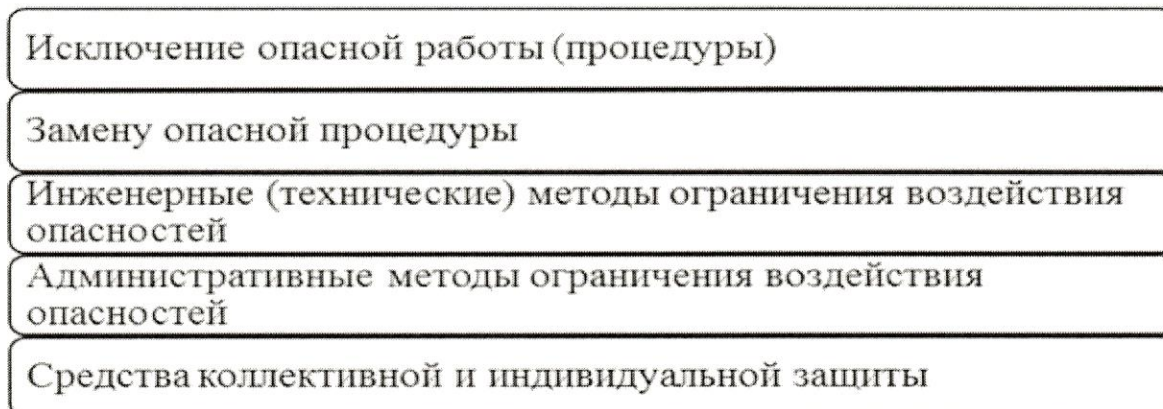 Исключение опасной работы (процедуры)
Замену опасной процедуры
Инженерные (технические) методы ограничения воздействия
опасностей
Административные методы ограничения воздействия
опасностей
Средства коллективной и индивидуальной защиты